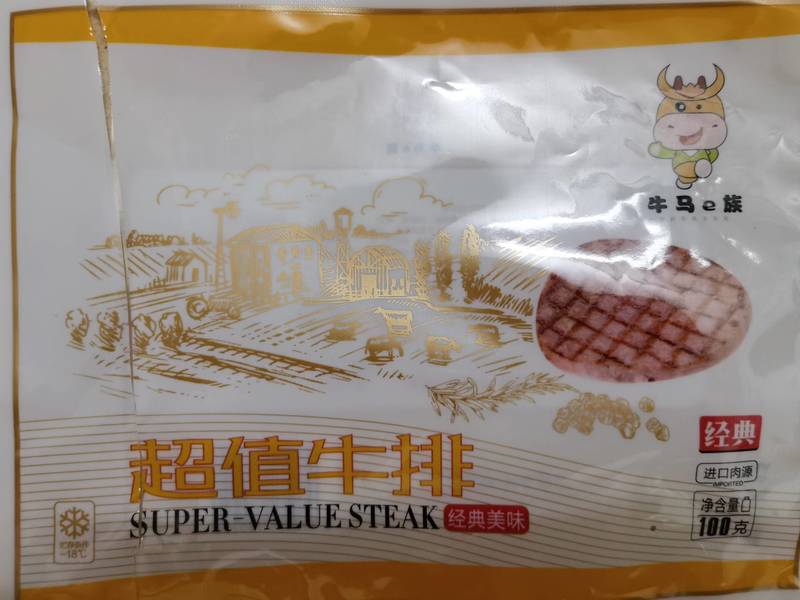 牛马e族
经典
进口肉源
IMPORTED
净含量
100克
超值牛排
SUPER-VALUE STEAK 经典美味
-18℃